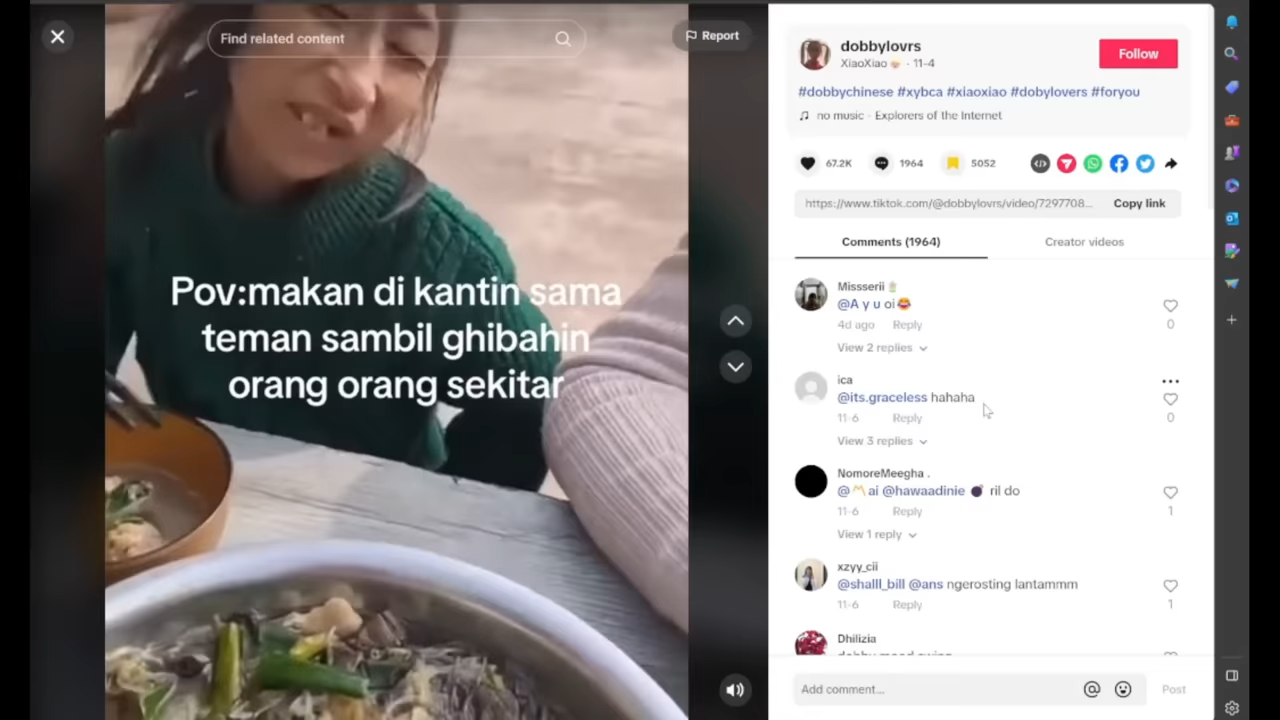 Find related content
Report
Pov:makan di kantin sama
teman sambil ghibahin
orang orang sekitar
dobbylovrs
XiaoXiao · 11-4
Follow
#dobbychinese #xybca #xiaoxiao #dobylovers #foryou
no music - Explorers of the Internet
67.2K 1964 5052
https://www.tiktok.com/@dobbylovrs/video/7297708... Copy link
Comments (1964) Creator videos
Missserii
@A y u oi
4d ago Reply 0
View 2 replies
ica
@its.graceless hahaha
11-6 Reply 0
View 3 replies
NomoreMeegha .
@ ai @hawaadinie ril do
11-6 Reply 1
View 1 reply
xzyy_cii
@shalll_bill @ans ngerosting lantammm
11-6 Reply 1
Dhilizia
Add comment... Post